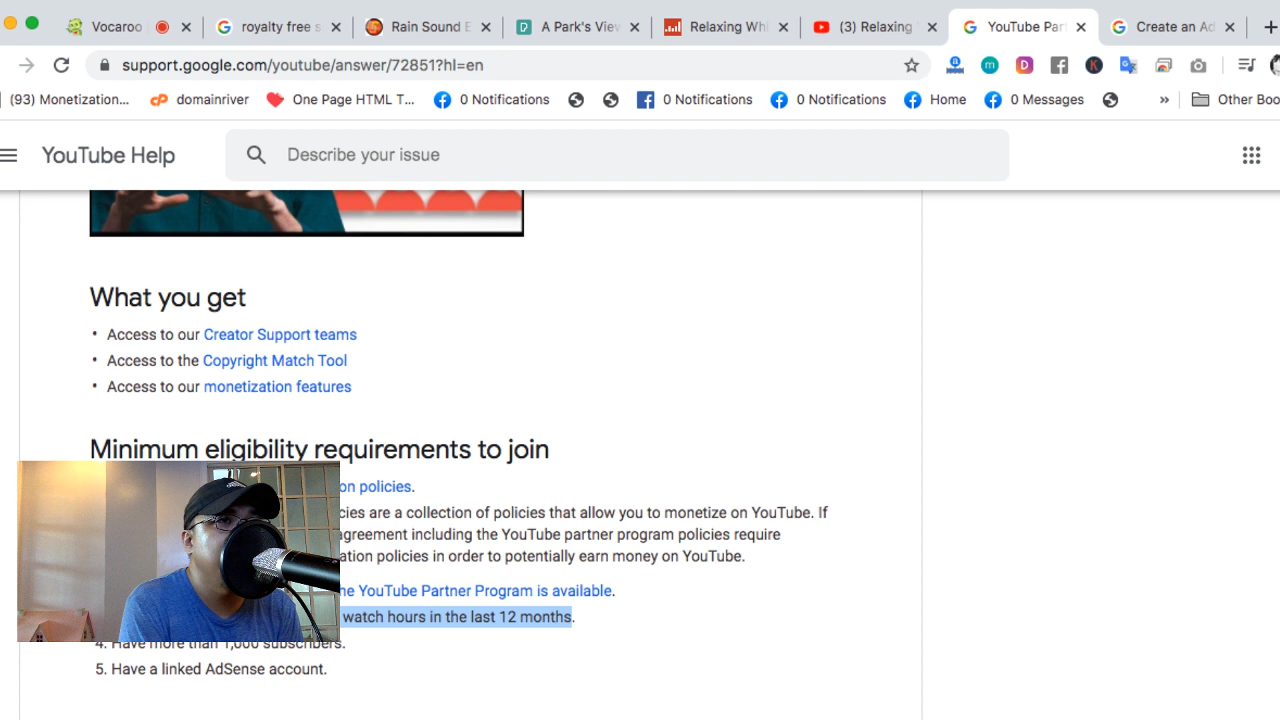 Vocaroo
royalty free s
Rain Sound E
A Park's View
Relaxing Whi
(3) Relaxing
YouTube Part
Create an Ad
support.google.com/youtube/answer/72851?hl=en
(93) Monetization...
domainriver
One Page HTML T...
0 Notifications
0 Notifications
0 Notifications
Home
0 Messages
»
Other Boo
YouTube Help
Describe your issue
What you get
• Access to our Creator Support teams
• Access to the Copyright Match Tool
• Access to our monetization features
Minimum eligibility requirements to join
on policies.
cies are a collection of policies that allow you to monetize on YouTube. If
agreement including the YouTube partner program policies require
ation policies in order to potentially earn money on YouTube.
he YouTube Partner Program is available.
watch hours in the last 12 months.
4. Have more than 1,000 subscribers.
5. Have a linked AdSense account.